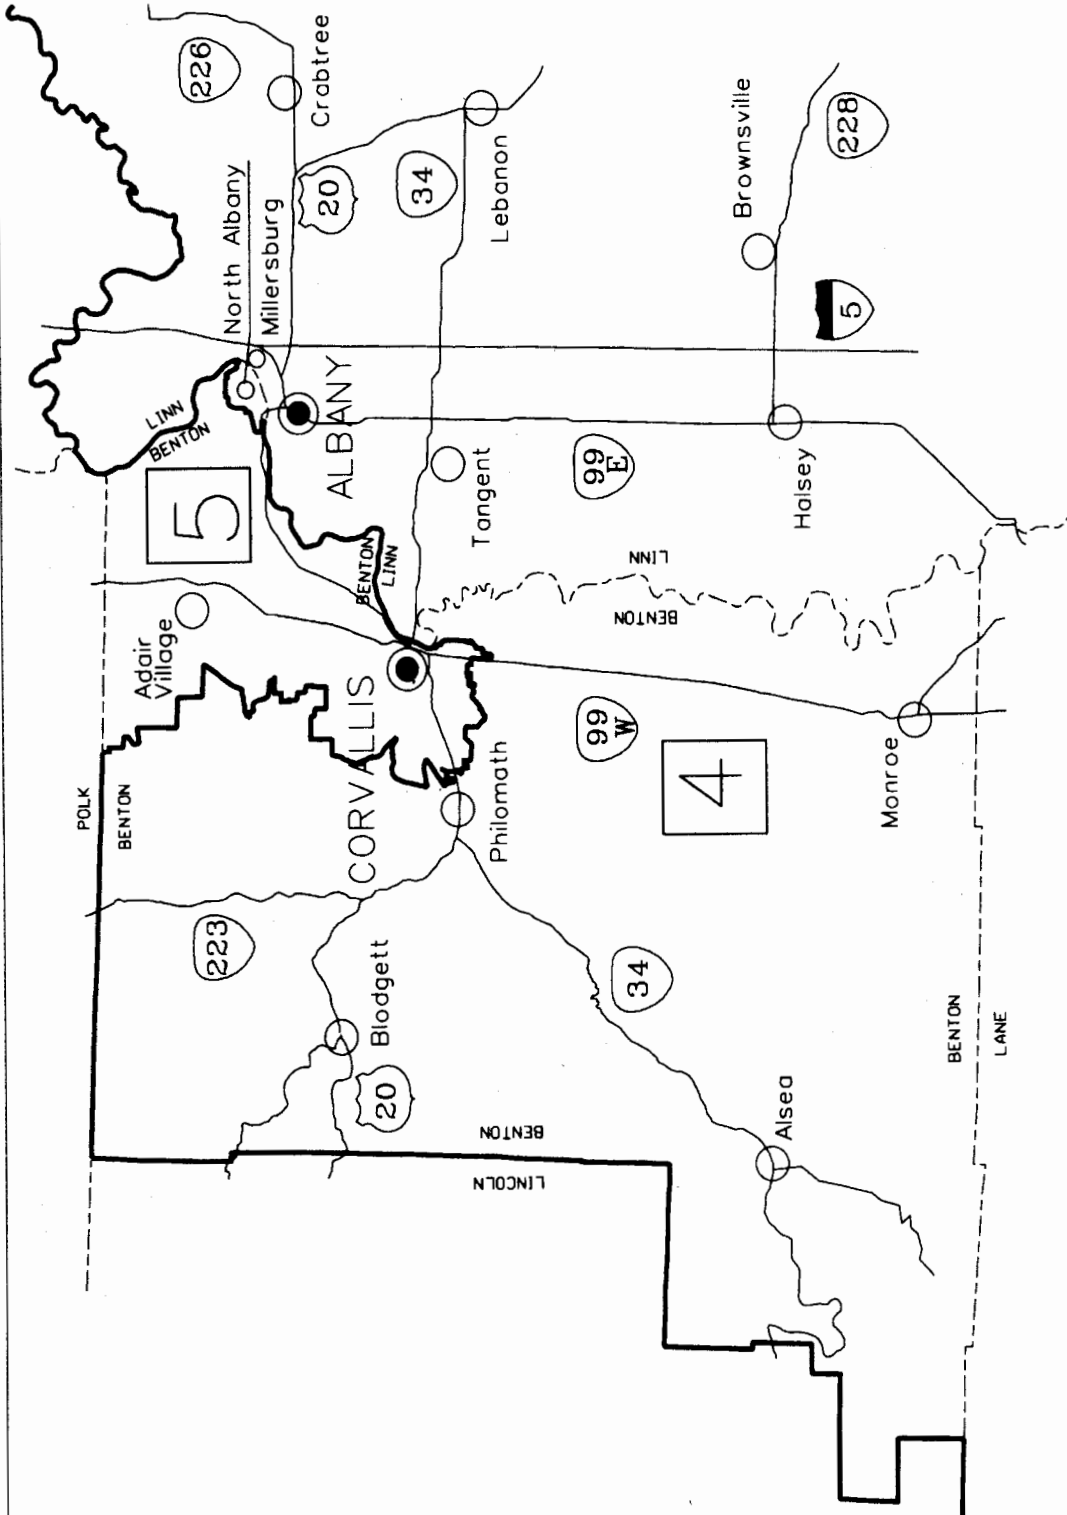 226
Crabtree
20
34
Lebanon
North Albany
Millersburg
Brownsville
228
5
LINN
BENTON
ALBANY
5
Tangent
99
E
Halsey
BENTON
LINN
LINN
BENTON
Adair
Village
CORVALLIS
Philomath
99
W
4
Monroe
POLK
BENTON
223
Blodgett
20
34
BENTON
LANE
BENTON
LINCOLN
Alsea